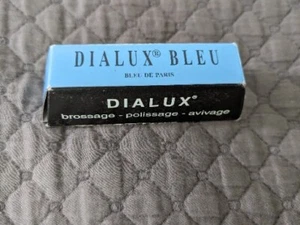 DIALUX® BLEU
BLEU DE PARIS
DIALUX®
brossage - polissage - avivage